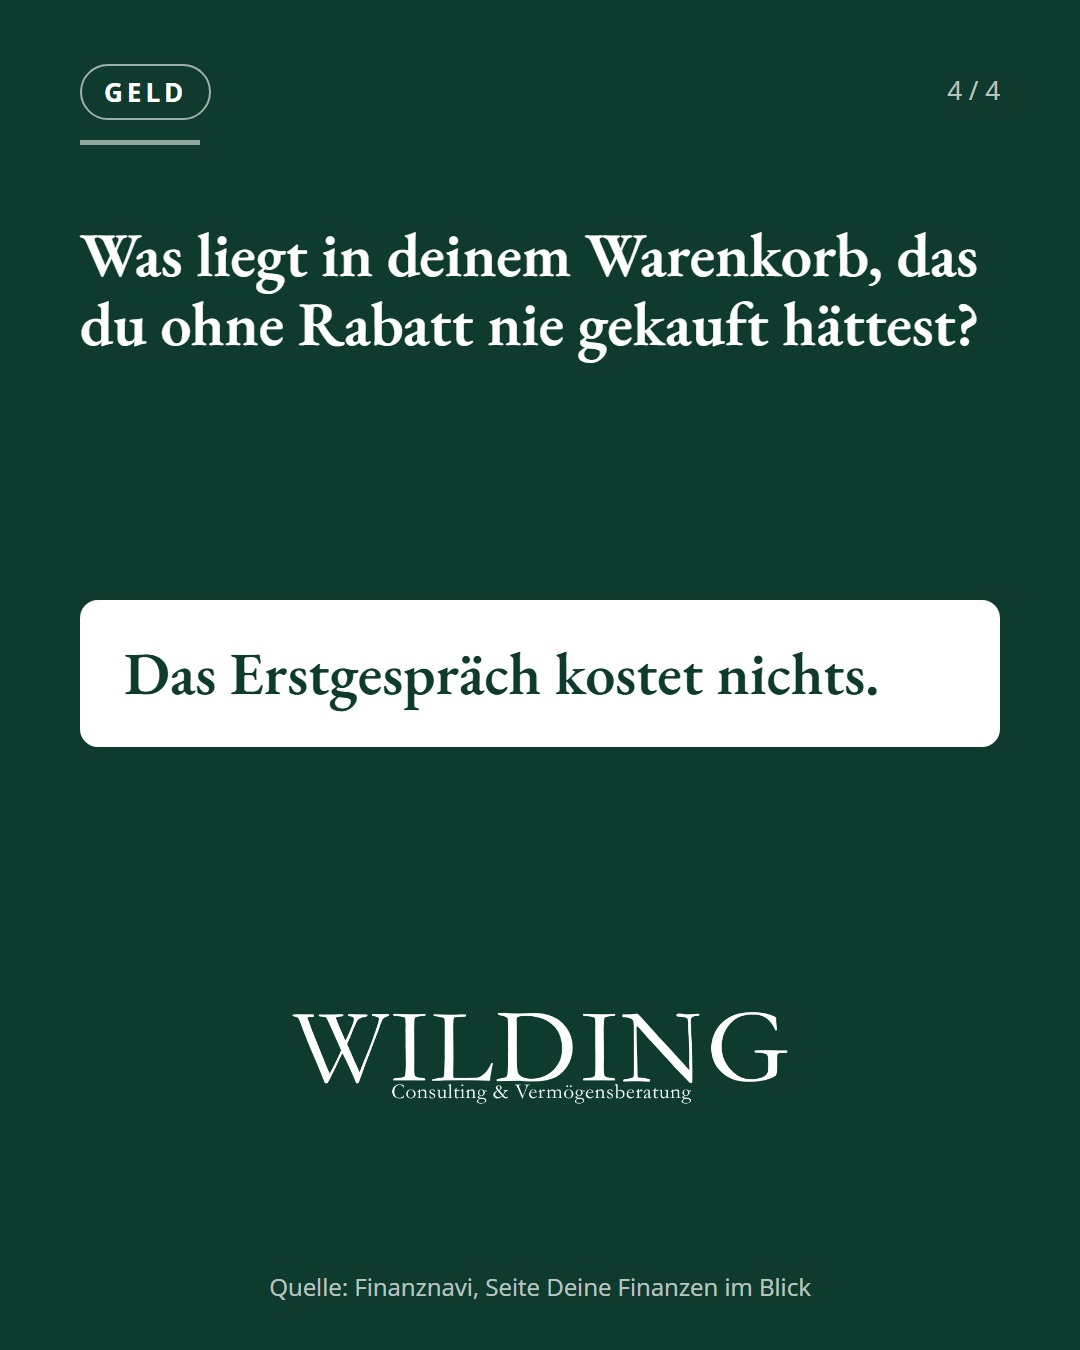 GELD
4 / 4
Was liegt in deinem Warenkorb, das
du ohne Rabatt nie gekauft hättest?
Das Erstgespräch kostet nichts.
WILDING
Consulting & Vermögensberatung
Quelle: Finanznavi, Seite Deine Finanzen im Blick